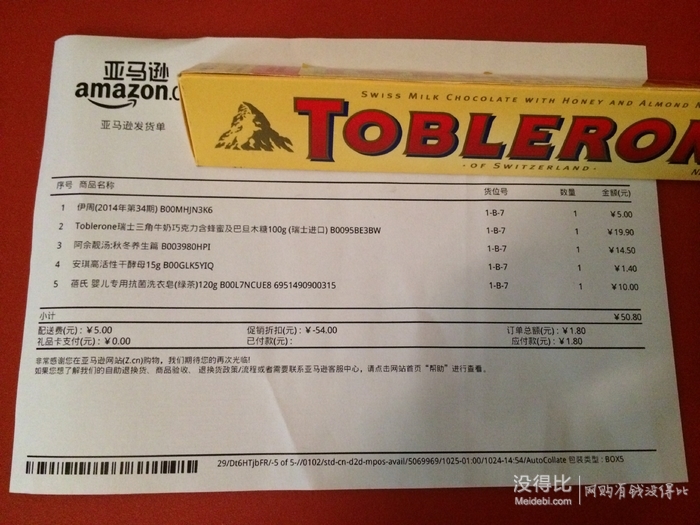 亚马逊
amazon.c
亚马逊发货单
SWISS MILK CHOCOLATE WITH HONEY AND ALMOND N
TOBLERON
· OF SWITZERLAND ·
序号 商品名称 货位号 数量 金额(元)
1 伊周(2014年第34期) B00MHJN3K6 1-B-7 1 ¥5.00
2 Toblerone瑞士三角牛奶巧克力含蜂蜜及巴旦木糖100g (瑞士进口) B0095BE3BW 1-B-7 1 ¥19.90
3 阿余靓汤:秋冬养生篇 B003980HPI 1-B-7 1 ¥14.50
4 安琪高活性干酵母15g B00GLK5YIQ 1-B-7 1 ¥1.40
5 蓓氏 婴儿专用抗菌洗衣皂(绿茶)120g B00L7NCUE8 6951490900315 1-B-7 1 ¥10.00
小计 ¥50.80
配送费(元)：¥5.00 促销折扣(元)：¥-54.00 订单总额(元)：¥1.80
礼品卡支付(元)：¥0.00 已付款(元)： 应付款(元)：¥1.80
非常感谢您在亚马逊网站(Z.cn)购物，我们期待您的再次光临!
如果您想了解我们的自助退换货、商品验收、退换货政策/流程或者需要联系亚马逊客服中心，请点击网站首页“帮助”进行查看。
29/Dt6HTjbFR/-5 of 5-//0102/std-cn-d2d-mpos-avail/5069969/1025-01:00/1024-14:54/AutoCollate 包装类型 : BOX5
没得比 网购有钱没得比
Meidebi.com